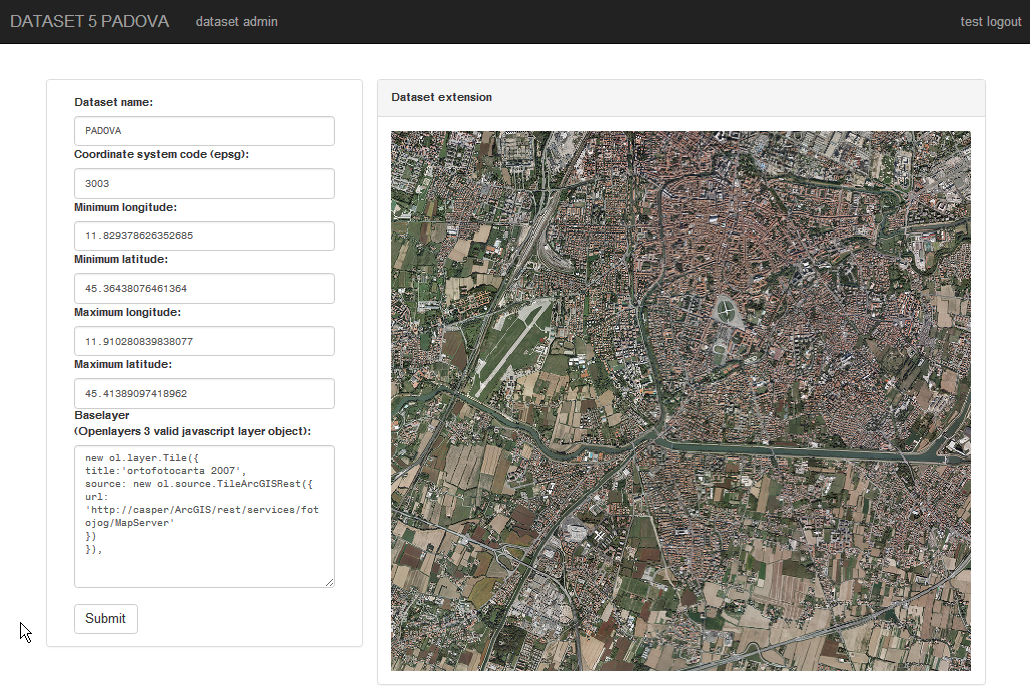 DATASET 5 PADOVA dataset admin test logout
Dataset name:
PADOVA
Coordinate system code (epsg):
3003
Minimum longitude:
11.829378626352685
Minimum latitude:
45.36438076461364
Maximum longitude:
11.910280839838077
Maximum latitude:
45.41389097418962
Baselayer
(Openlayers 3 valid javascript layer object):
new ol.layer.Tile({
title:'ortofotocarta 2007',
source: new ol.source.TileArcGISRest({
url:
'http://casper/ArcGIS/rest/services/fot
ojog/MapServer'
})
}),
Submit
Dataset extension